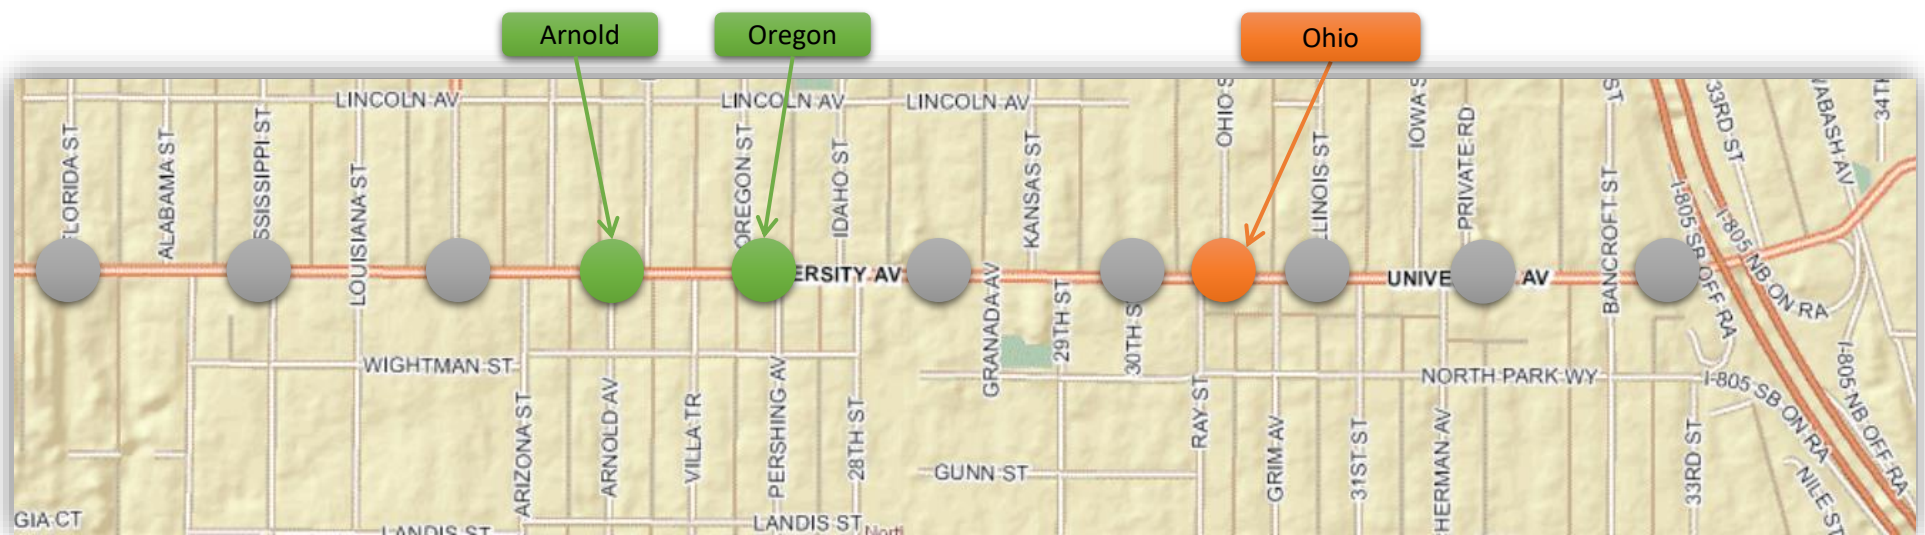 Arnold
Oregon
Ohio
LINCOLN AV
LINCOLN AV
LINCOLN AV
FLORIDA ST
ALABAMA ST
SSISSIPPI ST
LOUISIANA ST
OREGON ST
IDAHO ST
KANSAS ST
OHIO S
LLINOIS ST
IOWA S
PRIVATE RD
BANCROFT ST
ST
33RD ST
ABASH AV
34TH
I-805 SB OFF RA
I-805 NB ON RA
ERSITY AV
UNIVE
AV
GRANADA AV
29TH ST
30TH S
WIGHTMAN ST
NORTH PARK WY
I-805 SB ON RA
I-805 NB OFF RA
ARIZONA ST
ARNOLD AV
VILLA TR
PERSHING AV
28TH ST
RAY ST
GRIM AV
31ST ST
HERMAN AV
33RD ST
NILE ST
GUNN ST
GIA CT
LANDIS ST
LANDIS ST
North